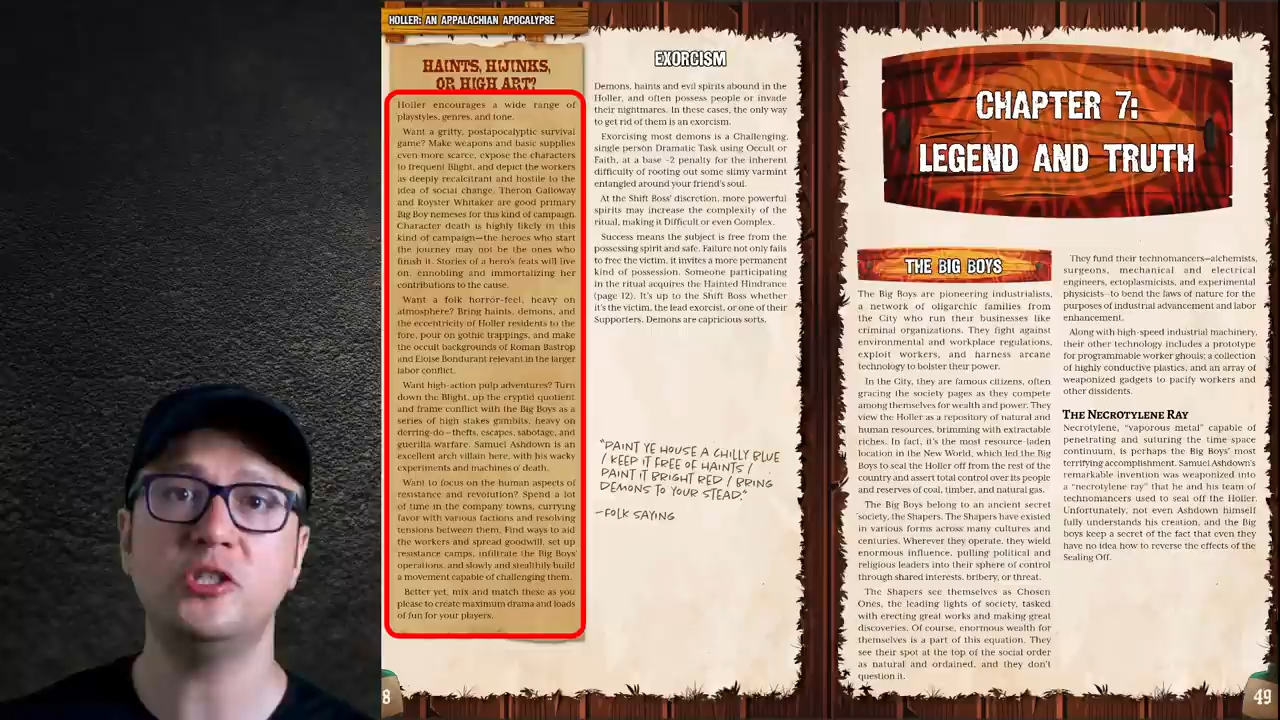 HOLLER: AN APPALACHIAN APOCALYPSE
HAINTS, HIJINKS,
OR HIGH ART?
Holler encourages a wide range of
playstyles, genres, and tone.
Want a gritty, postapocalyptic survival
game? Make weapons and basic supplies
even more scarce, expose the characters
to frequent Blight, and depict the workers
as deeply recalcitrant and hostile to the
idea of social change. Theron Galloway
and Royster Whitaker are good primary
Big Boy nemeses for this kind of campaign.
Character death is highly likely in this
kind of campaign—the heroes who start
the journey may not be the ones who
finish it. Stories of a hero's feats will live
on, ennobling and immortalizing her
contributions to the cause.
Want a folk horror-feel, heavy on
atmosphere? Bring haints, demons, and
the eccentricity of Holler residents to the
fore, pour on gothic trappings, and make
the occult backgrounds of Roman Bastrop
and Eloise Bondurant relevant in the larger
labor conflict.
Want high-action pulp adventures? Turn
down the Blight, up the cryptid quotient
and frame conflict with the Big Boys as a
series of high stakes gambits, heavy on
derring-do—thefts, escapes, sabotage, and
guerilla warfare. Samuel Ashdown is an
excellent arch villain here, with his wacky
experiments and machines o' death.
Want to focus on the human aspects of
resistance and revolution? Spend a lot
of time in the company towns, currying
favor with various factions and resolving
tensions between them. Find ways to aid
the workers and spread goodwill, set up
resistance camps, infiltrate the Big Boys'
operations, and slowly and stealthily build
a movement capable of challenging them.
Better yet, mix and match these as you
please to create maximum drama and loads
of fun for your players.
EXORCISM
Demons, haints and evil spirits abound in the
Holler, and often possess people or invade
their nightmares. In these cases, the only way
to get rid of them is an exorcism.
Exorcising most demons is a Challenging,
single person Dramatic Task using Occult or
Faith, at a base -2 penalty for the inherent
difficulty of rooting out some slimy varmint
entangled around your friend's soul.
At the Shift Boss' discretion, more powerful
spirits may increase the complexity of the
ritual, making it Difficult or even Complex.
Success means the subject is free from the
possessing spirit and safe. Failure not only fails
to free the victim, it invites a more permanent
kind of possession. Someone participating
in the ritual acquires the Hainted Hindrance
(page 12). It's up to the Shift Boss whether
it's the victim, the lead exorcist, or one of their
Supporters. Demons are capricious sorts.
"PAINT YE HOUSE A CHILLY BLUE
/ KEEP IT FREE OF HAINTS /
PAINT IT BRIGHT RED / BRING
DEMONS TO YOUR STEAD."
—FOLK SAYING
8
CHAPTER 7:
LEGEND AND TRUTH
THE BIG BOYS
The Big Boys are pioneering industrialists,
a network of oligarchic families from
the City who run their businesses like
criminal organizations. They fight against
environmental and workplace regulations,
exploit workers, and harness arcane
technology to bolster their power.
In the City, they are famous citizens, often
gracing the society pages as they compete
among themselves for wealth and power. They
view the Holler as a repository of natural and
human resources, brimming with extractable
riches. In fact, it's the most resource-laden
location in the New World, which led the Big
Boys to seal the Holler off from the rest of the
country and assert total control over its people
and reserves of coal, timber, and natural gas.
The Big Boys belong to an ancient secret
society, the Shapers. The Shapers have existed
in various forms across many cultures and
centuries. Wherever they operate, they wield
enormous influence, pulling political and
religious leaders into their sphere of control
through shared interests, bribery, or threat.
The Shapers see themselves as Chosen
Ones, the leading lights of society, tasked
with erecting great works and making great
discoveries. Of course, enormous wealth for
themselves is a part of this equation. They
see their spot at the top of the social order
as natural and ordained, and they don't
question it.
They fund their technomancers—alchemists,
surgeons, mechanical and electrical
engineers, ectoplasmicists, and experimental
physicists—to bend the laws of nature for the
purposes of industrial advancement and labor
enhancement.
Along with high-speed industrial machinery,
their other technology includes a prototype
for programmable worker ghouls; a collection
of highly conductive plastics, and an array of
weaponized gadgets to pacify workers and
other dissidents.
THE NECROTYLENE RAY
Necrotylene, "vaporous metal" capable of
penetrating and suturing the time-space
continuum, is perhaps the Big Boys' most
terrifying accomplishment. Samuel Ashdown's
remarkable invention was weaponized into
a "necrotylene ray" that he and his team of
technomancers used to seal off the Holler.
Unfortunately, not even Ashdown himself
fully understands his creation, and the Big
boys keep a secret of the fact that even they
have no idea how to reverse the effects of the
Sealing Off.
49